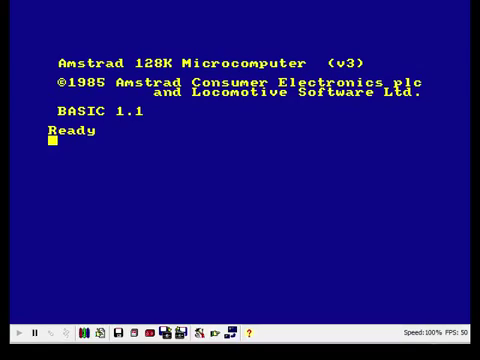 Amstrad 128K Microcomputer (v3)
©1985 Amstrad Consumer Electronics plc
and Locomotive Software Ltd.
BASIC 1.1
Ready
Speed:100% FPS: 50